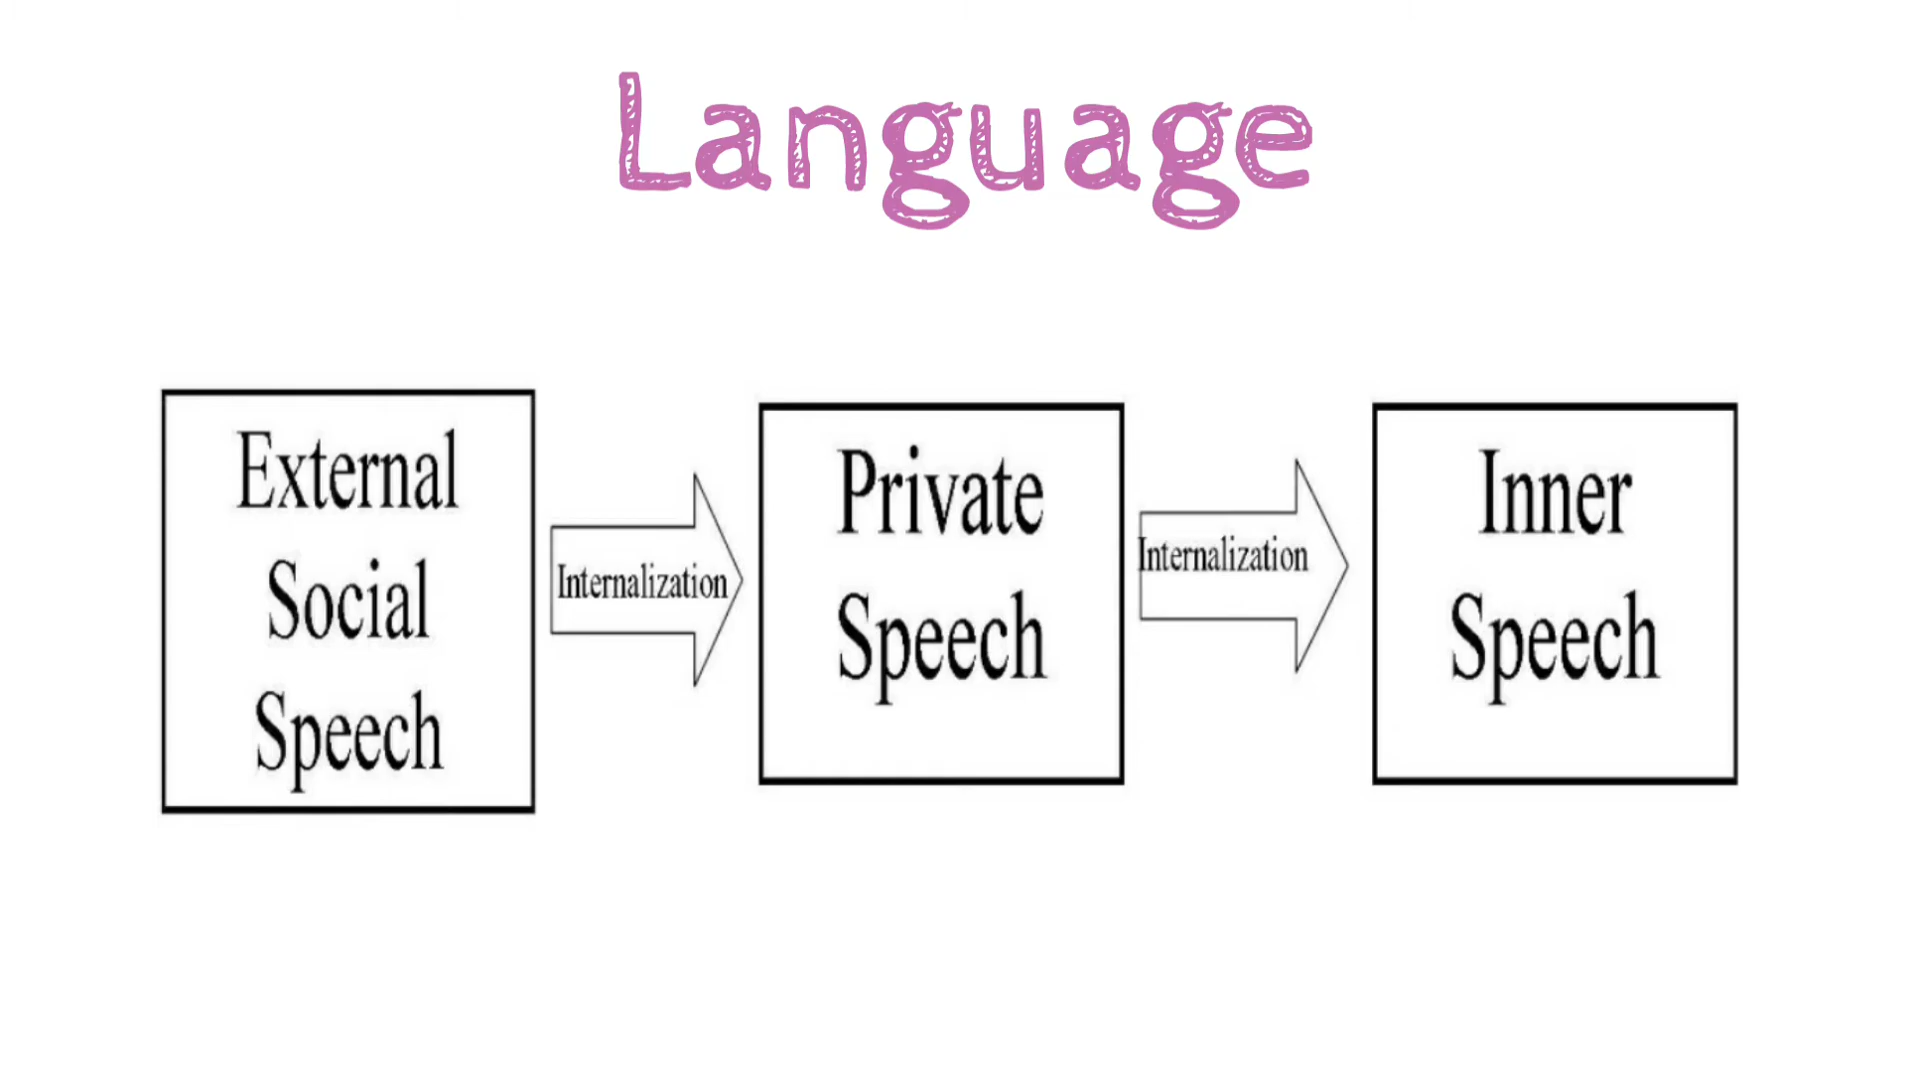 Language
External
Social
Speech
Internalization
Private
Speech
Internalization
Inner
Speech